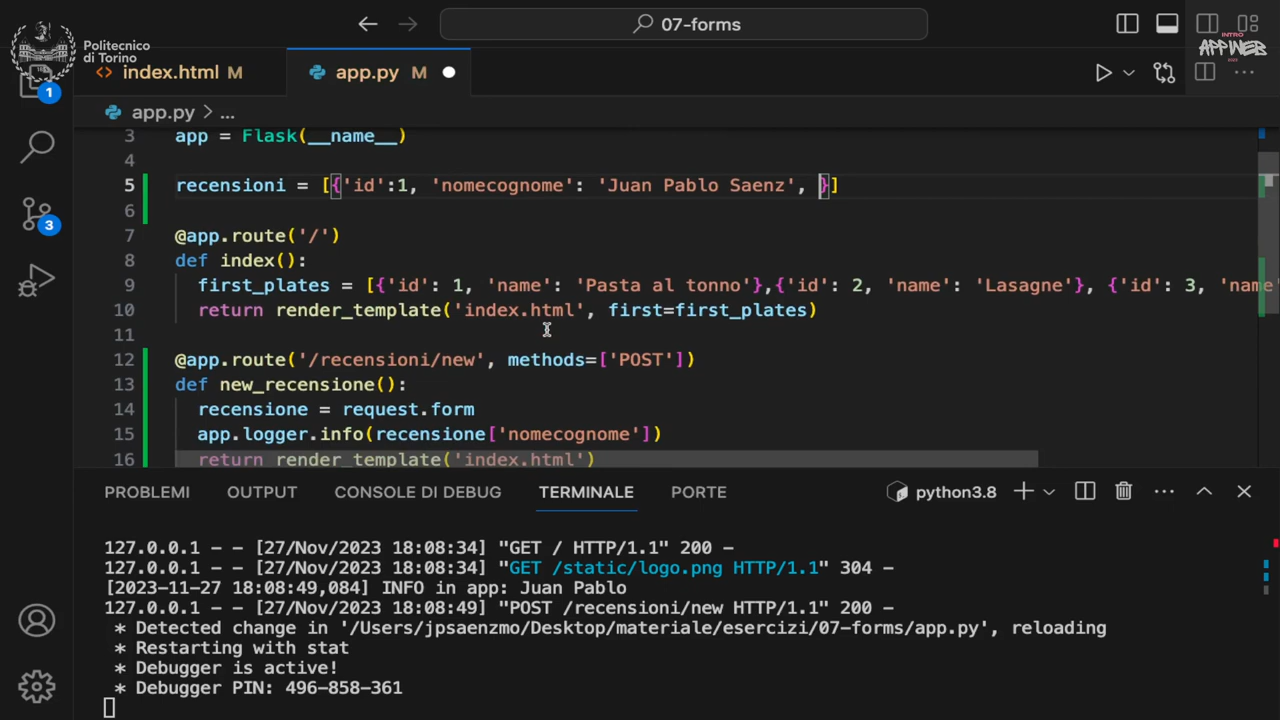 07-forms
Politecnico
di Torino
INTRO
APP WEB
index.html M
app.py M
1
app.py > ...
3 app = Flask(__name__)
4
5 recensioni = [{'id':1, 'nomecognome': 'Juan Pablo Saenz', }]
6
7 @app.route('/')
8 def index():
9 first_plates = [{'id': 1, 'name': 'Pasta al tonno'},{'id': 2, 'name': 'Lasagne'}, {'id': 3, 'name
10 return render_template('index.html', first=first_plates)
11
12 @app.route('/recensioni/new', methods=['POST'])
13 def new_recensione():
14 recensione = request.form
15 app.logger.info(recensione['nomecognome'])
16 return render_template('index.html')
3
PROBLEMI OUTPUT CONSOLE DI DEBUG TERMINALE PORTE python3.8
127.0.0.1 - - [27/Nov/2023 18:08:34] "GET / HTTP/1.1" 200 -
127.0.0.1 - - [27/Nov/2023 18:08:34] "GET /static/logo.png HTTP/1.1" 304 -
[2023-11-27 18:08:49,084] INFO in app: Juan Pablo
127.0.0.1 - - [27/Nov/2023 18:08:49] "POST /recensioni/new HTTP/1.1" 200 -
* Detected change in '/Users/jpsaenzmo/Desktop/materiale/esercizi/07-forms/app.py', reloading
* Restarting with stat
* Debugger is active!
* Debugger PIN: 496-858-361